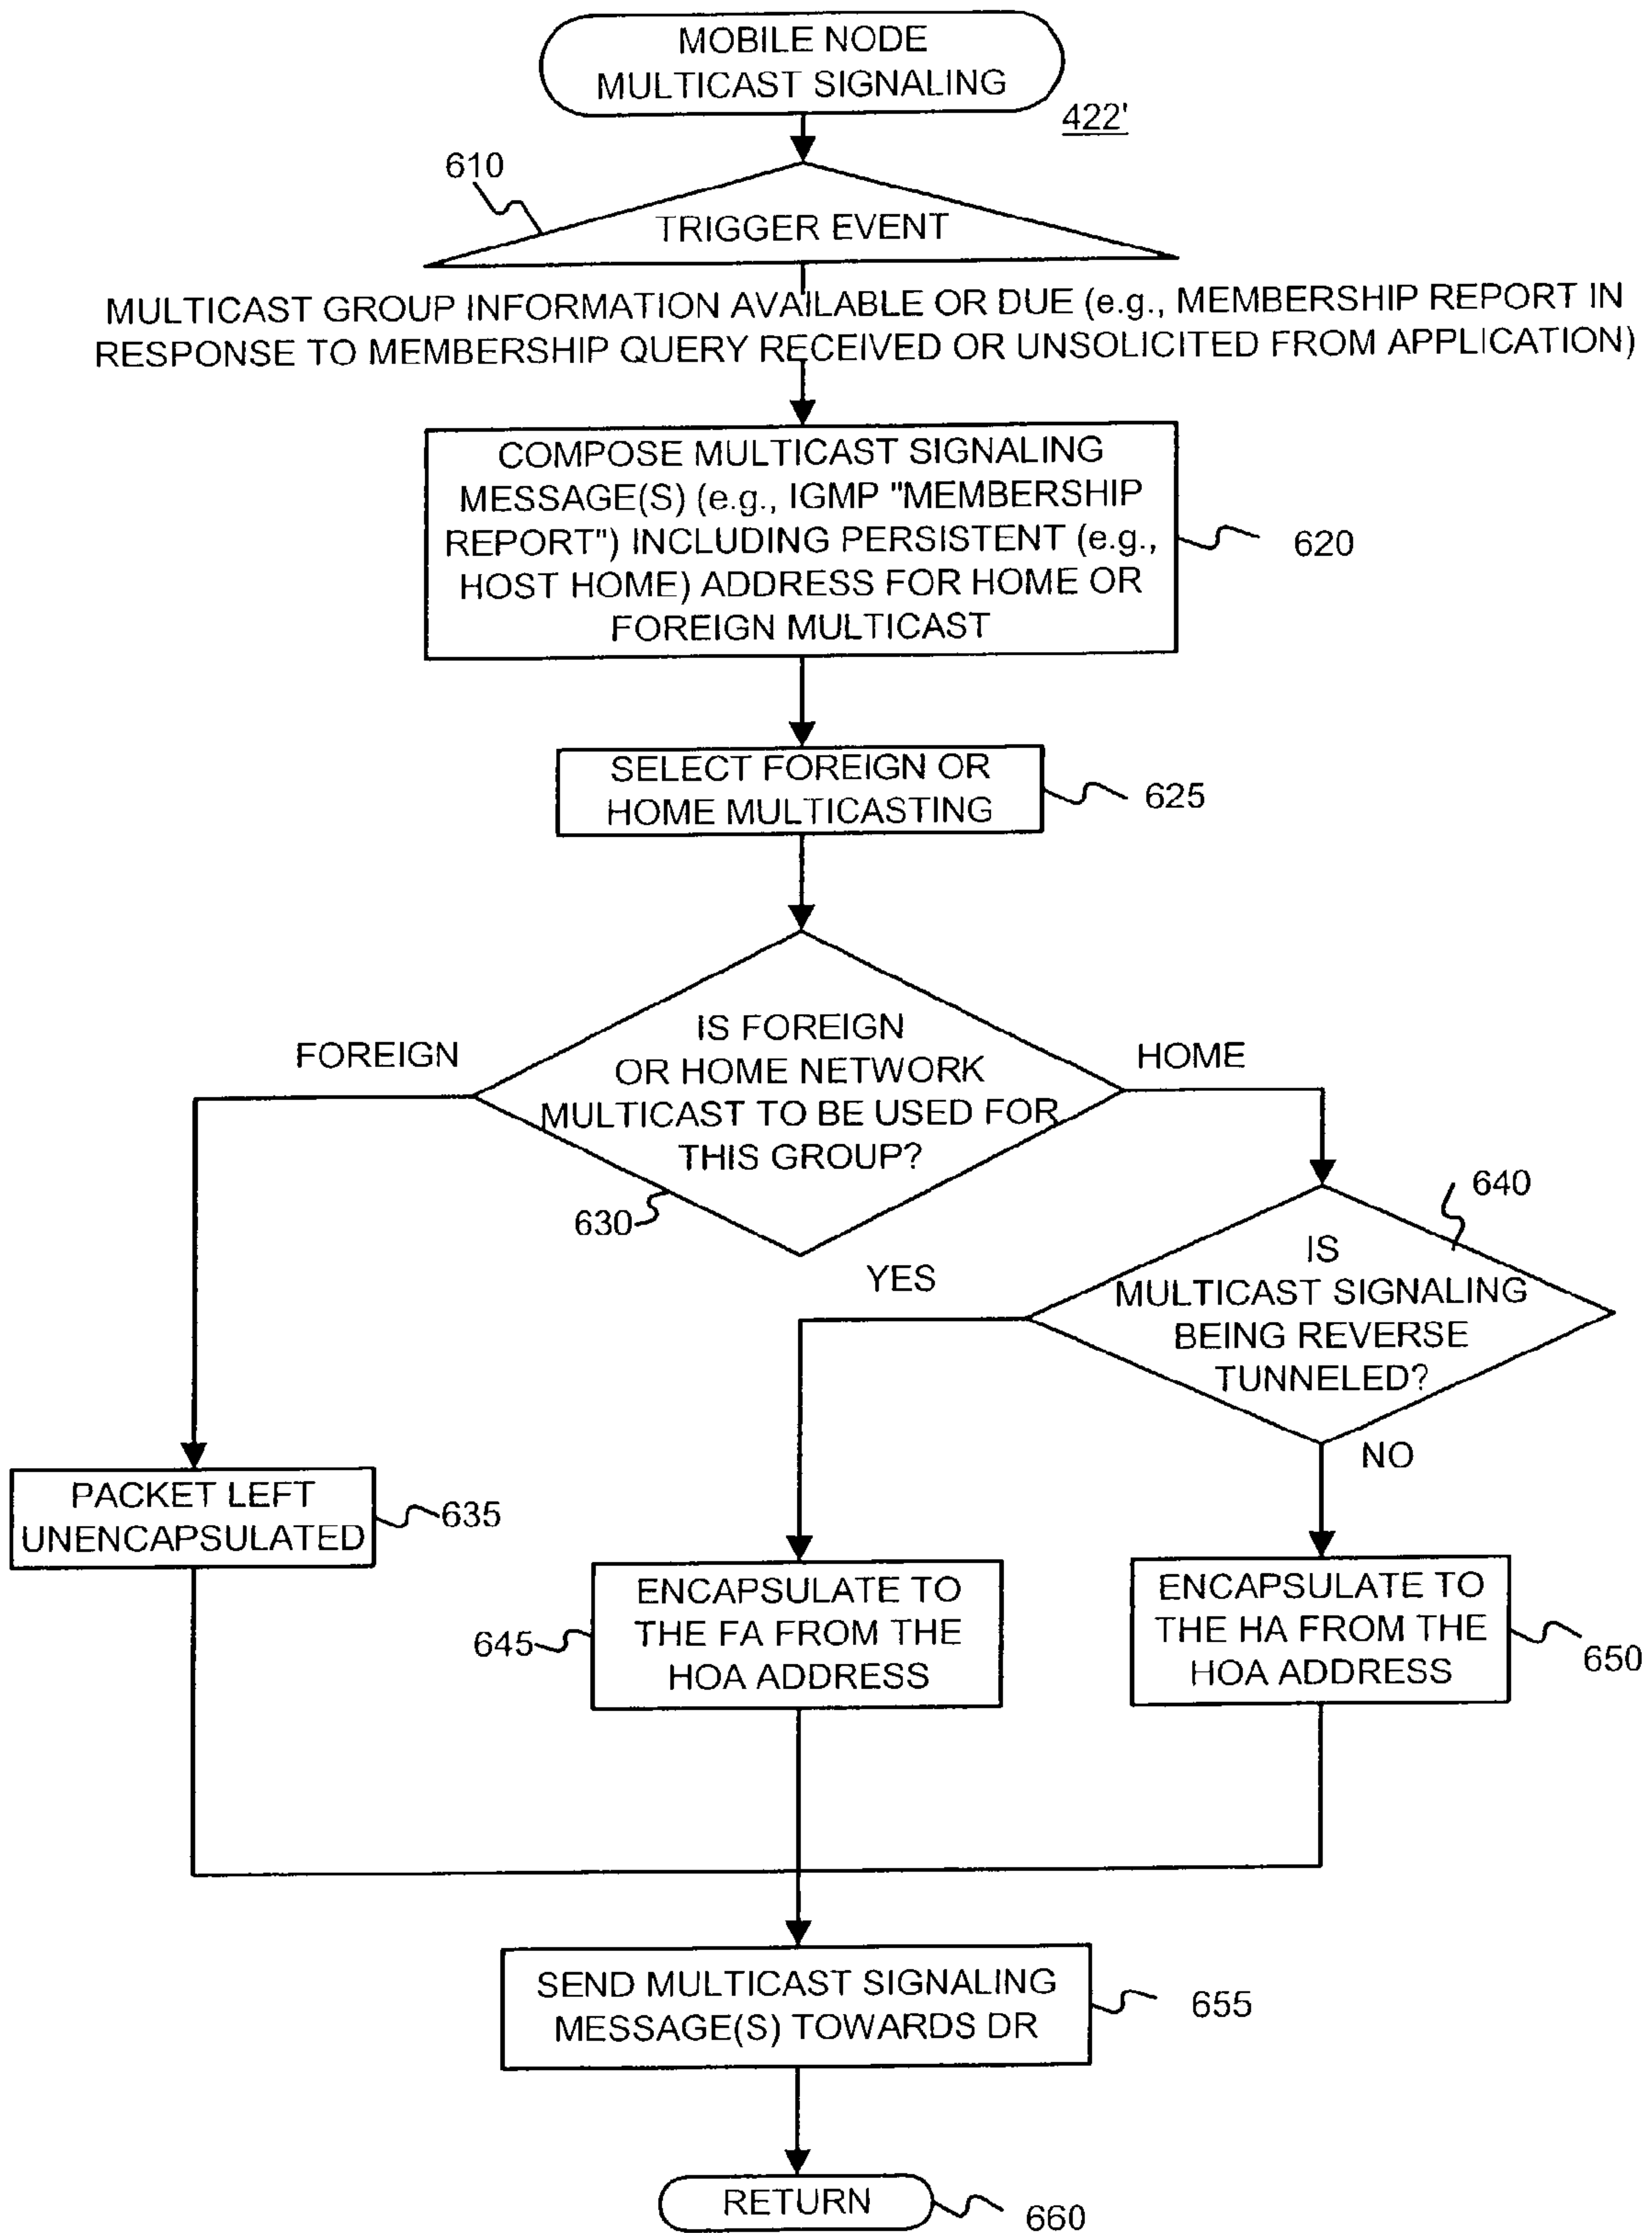 MOBILE NODE
MULTICAST SIGNALING
422'
610
TRIGGER EVENT
MULTICAST GROUP INFORMATION AVAILABLE OR DUE (e.g., MEMBERSHIP REPORT IN
RESPONSE TO MEMBERSHIP QUERY RECEIVED OR UNSOLICITED FROM APPLICATION)
COMPOSE MULTICAST SIGNALING
MESSAGE(S) (e.g., IGMP "MEMBERSHIP
REPORT") INCLUDING PERSISTENT (e.g.,
HOST HOME) ADDRESS FOR HOME OR
FOREIGN MULTICAST
620
SELECT FOREIGN OR
HOME MULTICASTING
625
IS FOREIGN
OR HOME NETWORK
MULTICAST TO BE USED FOR
THIS GROUP?
FOREIGN
HOME
630
640
IS
MULTICAST SIGNALING
BEING REVERSE
TUNNELED?
YES
NO
PACKET LEFT
UNENCAPSULATED
635
ENCAPSULATE TO
THE FA FROM THE
HOA ADDRESS
645
ENCAPSULATE TO
THE HA FROM THE
HOA ADDRESS
650
SEND MULTICAST SIGNALING
MESSAGE(S) TOWARDS DR
655
RETURN
660